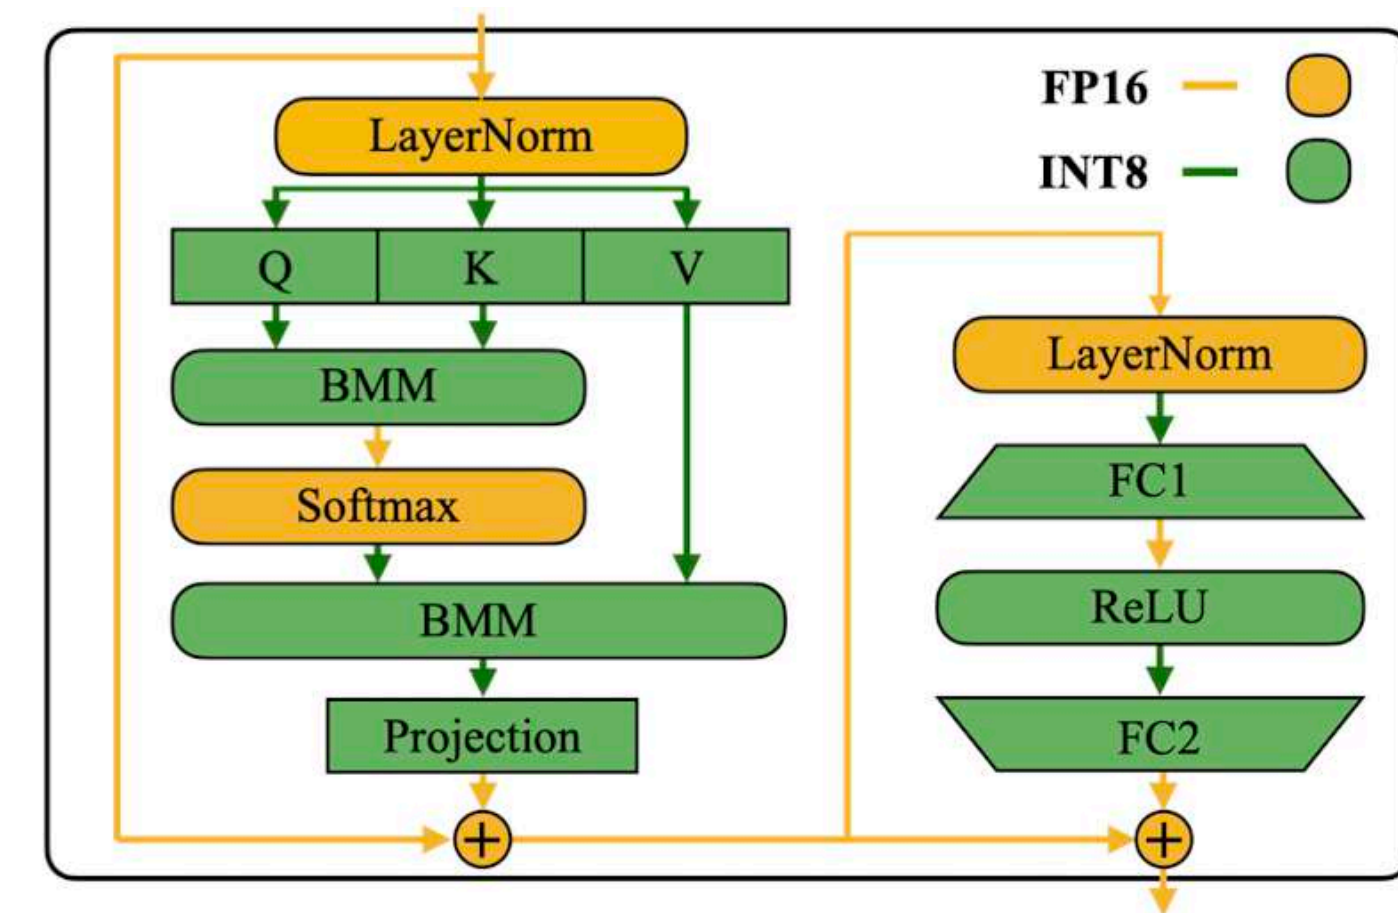 FP16
INT8
LayerNorm
Q K V
BMM
Softmax
BMM
Projection
+
LayerNorm
FC1
ReLU
FC2
+